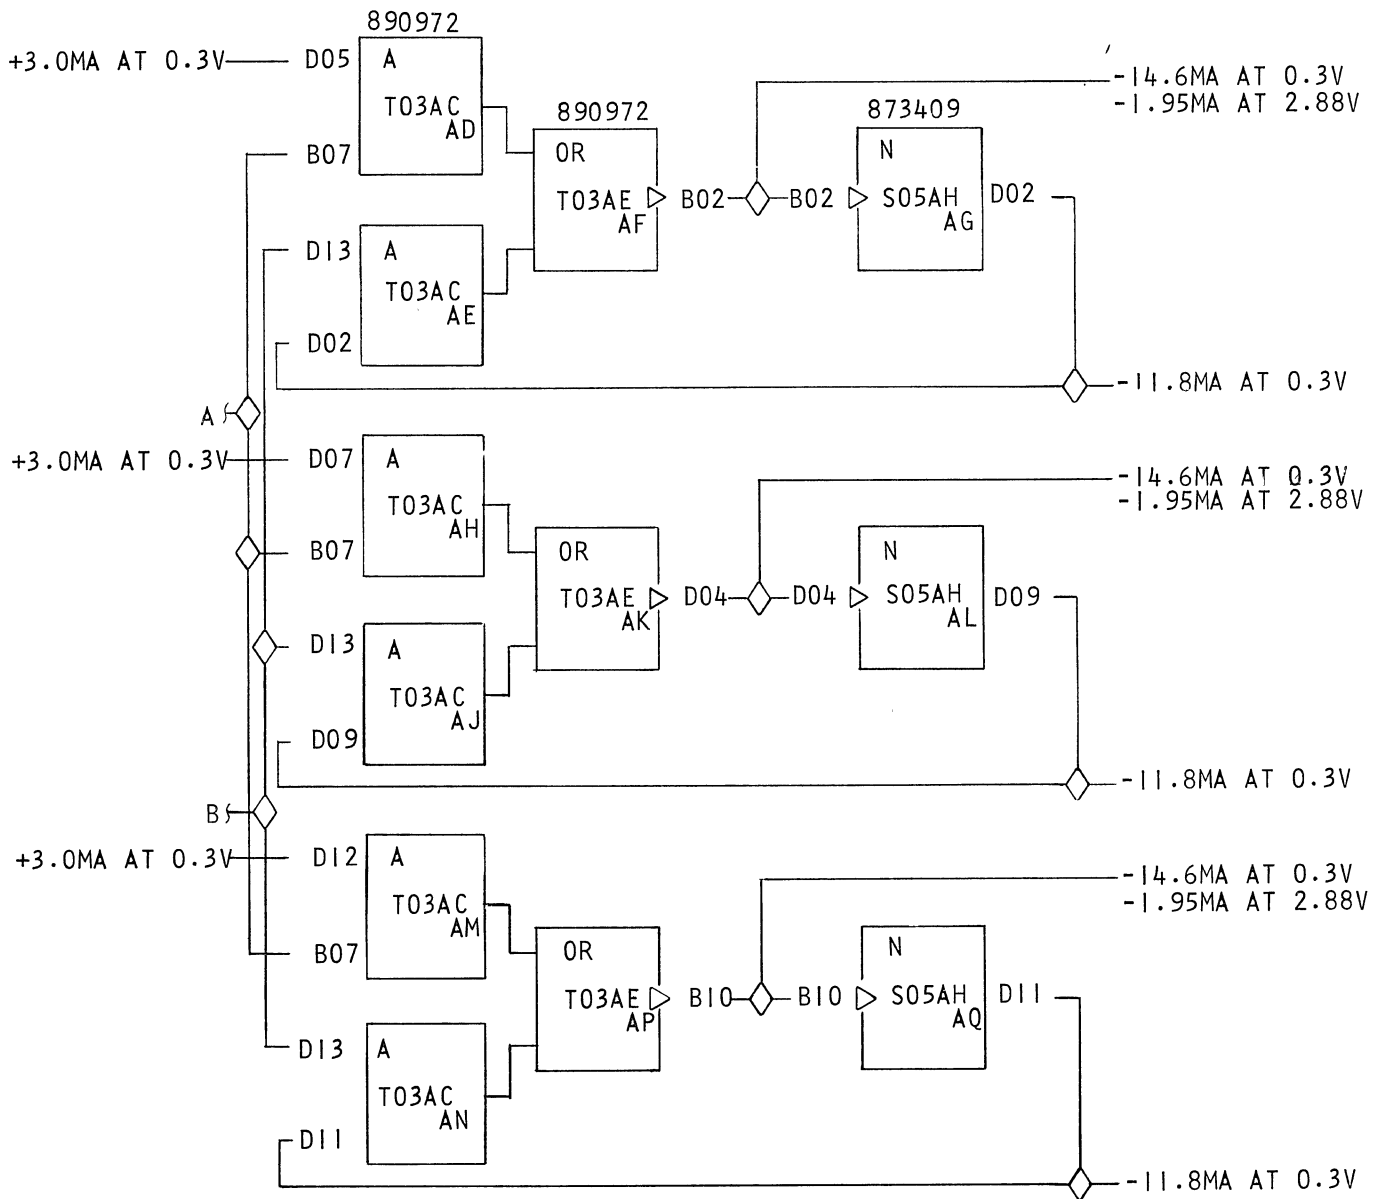 890972
+3.0MA AT 0.3V D05 A
T03AC
AD
B07
890972
OR
T03AE
AF
B02 B02
873409
N
S05AH
AG
D02
-14.6MA AT 0.3V
-1.95MA AT 2.88V
D13 A
T03AC
AE
D02
-11.8MA AT 0.3V
A
+3.0MA AT 0.3V D07 A
T03AC
AH
B07
OR
T03AE
AK
D04 D04
N
S05AH
AL
D09
-14.6MA AT 0.3V
-1.95MA AT 2.88V
D13 A
T03AC
AJ
D09
-11.8MA AT 0.3V
B
+3.0MA AT 0.3V D12 A
T03AC
AM
B07
OR
T03AE
AP
B10 B10
N
S05AH
AQ
D11
-14.6MA AT 0.3V
-1.95MA AT 2.88V
D13 A
T03AC
AN
D11
-11.8MA AT 0.3V